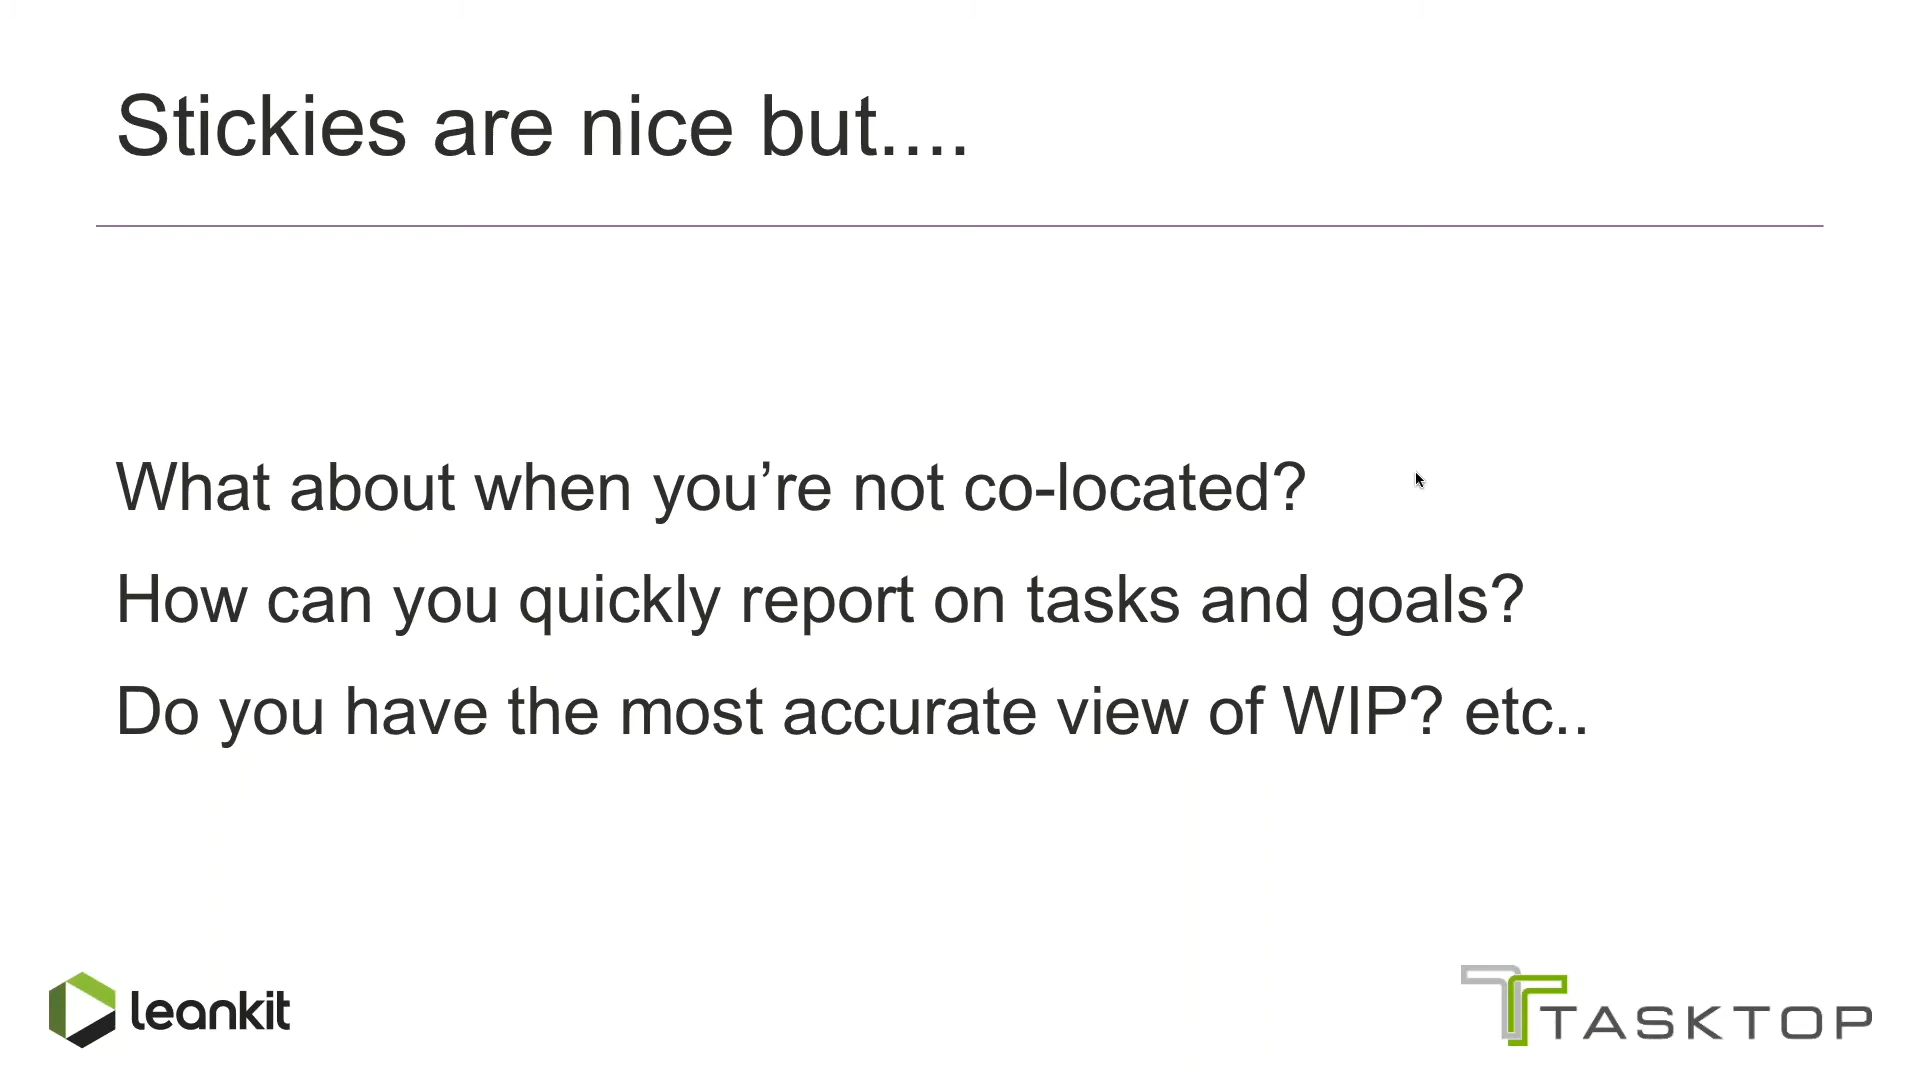 Stickies are nice but....
What about when you’re not co-located?
How can you quickly report on tasks and goals?
Do you have the most accurate view of WIP? etc..
leankit
TASKTOP